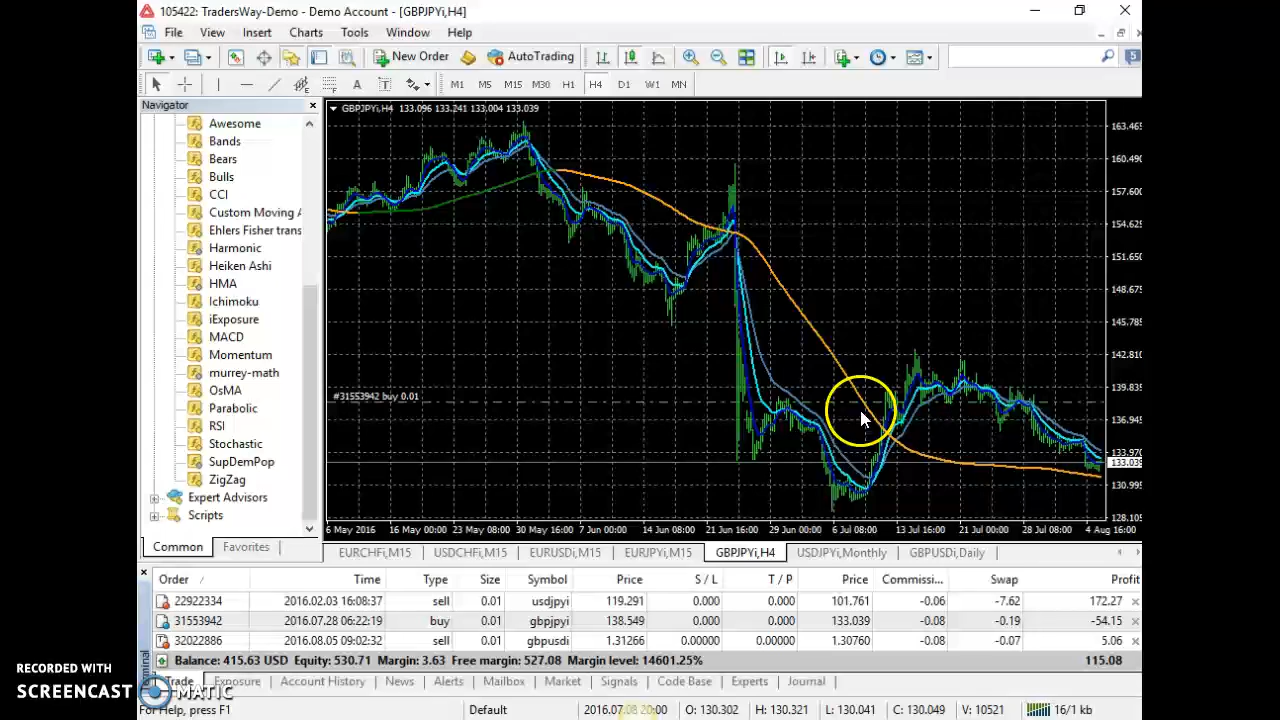 105422: TradersWay-Demo - Demo Account - [GBPJPYi,H4]
File View Insert Charts Tools Window Help
New Order AutoTrading 5
A T M1 M5 M15 M30 H1 H4 D1 W1 MN
Navigator
Awesome
Bands
Bears
Bulls
CCI
Custom Moving A
Ehlers Fisher trans
Harmonic
Heiken Ashi
HMA
Ichimoku
iExposure
MACD
Momentum
murrey-math
OsMA
Parabolic
RSI
Stochastic
SupDemPop
ZigZag
Expert Advisors
Scripts
Common Favorites
GBPJPYi,H4 133.096 133.241 133.004 133.039
163.465
160.490
157.600
154.625
151.650
148.675
145.785
142.810
139.835
#31553942 buy 0.01
136.945
133.970
133.039
130.995
128.105
6 May 2016 16 May 00:00 23 May 08:00 30 May 16:00 7 Jun 00:00 14 Jun 08:00 21 Jun 16:00 29 Jun 00:00 6 Jul 08:00 13 Jul 16:00 21 Jul 00:00 28 Jul 08:00 4 Aug 16:00
EURCHFi,M15 USDCHFi,M15 EURUSDi,M15 EURJPYi,M15 GBPJPYi,H4 USDJPYi,Monthly GBPUSDi,Daily
Order / Time Type Size Symbol Price S / L T / P Price Commissi... Swap Profit
22922334 2016.02.03 16:08:37 sell 0.01 usdjpyi 119.291 0.000 0.000 101.761 -0.06 -7.62 172.27
31553942 2016.07.28 06:22:19 buy 0.01 gbpjpyi 138.549 0.000 0.000 133.039 -0.08 -0.19 -54.15
32022886 2016.08.05 09:02:32 sell 0.01 gbpusdi 1.31266 0.00000 0.00000 1.30760 -0.08 -0.07 5.06
Balance: 415.63 USD Equity: 530.71 Margin: 3.63 Free margin: 527.08 Margin level: 14601.25% 115.08
Terminal
Trade Exposure Account History News Alerts Mailbox Market Signals Code Base Experts Journal
For Help, press F1 Default 2016.07.08 20:00 O: 130.302 H: 130.321 L: 130.041 C: 130.049 V: 10521 16/1 kb
RECORDED WITH
SCREENCAST MATIC